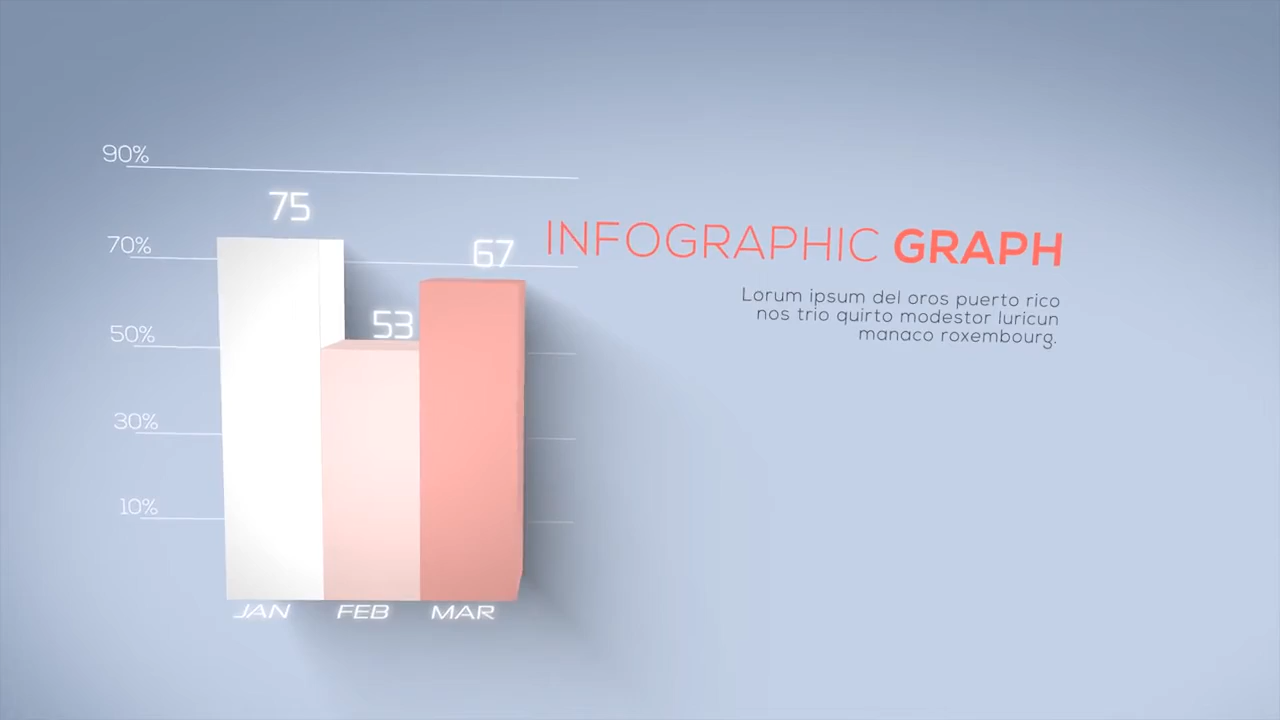 90%
75
70%
67
INFOGRAPHIC GRAPH
Lorum ipsum del oros puerto rico
nos trio quirto modestor luricun
manaco roxembourg.
50%
53
30%
10%
JAN FEB MAR